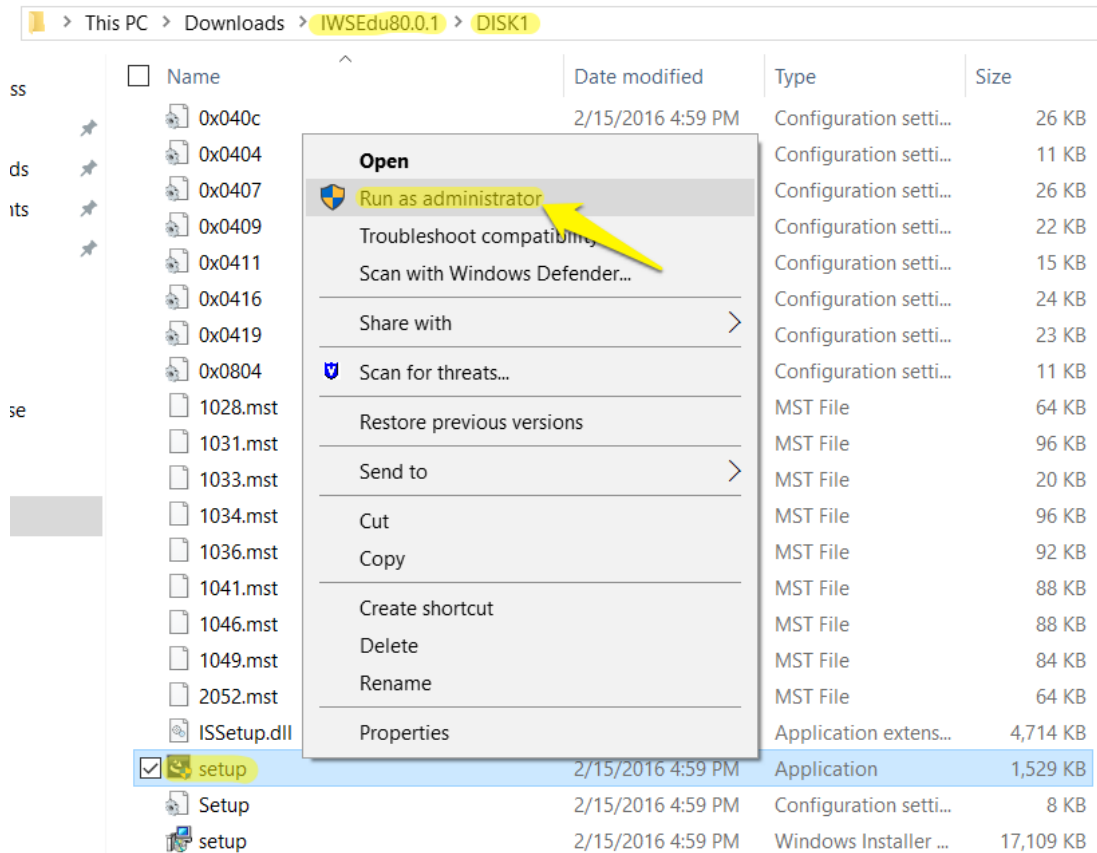 This PC > Downloads > IWSEdu80.0.1 > DISK1
Name Date modified Type Size
ss
0x040c 2/15/2016 4:59 PM Configuration setti... 26 KB
Open
0x0404 Configuration setti... 11 KB
ds
0x0407 Configuration setti... 26 KB
Run as administrator
nts
0x0409 Configuration setti... 22 KB
Troubleshoot compatibility
0x0411 Configuration setti... 15 KB
Scan with Windows Defender...
0x0416 Configuration setti... 24 KB
Share with
0x0419 Configuration setti... 23 KB
0x0804 Configuration setti... 11 KB
Scan for threats...
se
1028.mst MST File 64 KB
Restore previous versions
1031.mst MST File 96 KB
1033.mst MST File 20 KB
Send to
1034.mst MST File 96 KB
Cut
1036.mst MST File 92 KB
Copy
1041.mst MST File 88 KB
Create shortcut
1046.mst MST File 88 KB
Delete
1049.mst MST File 84 KB
Rename
2052.mst MST File 64 KB
ISSetup.dll Application extens... 4,714 KB
Properties
setup 2/15/2016 4:59 PM Application 1,529 KB
Setup 2/15/2016 4:59 PM Configuration setti... 8 KB
setup 2/15/2016 4:59 PM Windows Installer ... 17,109 KB